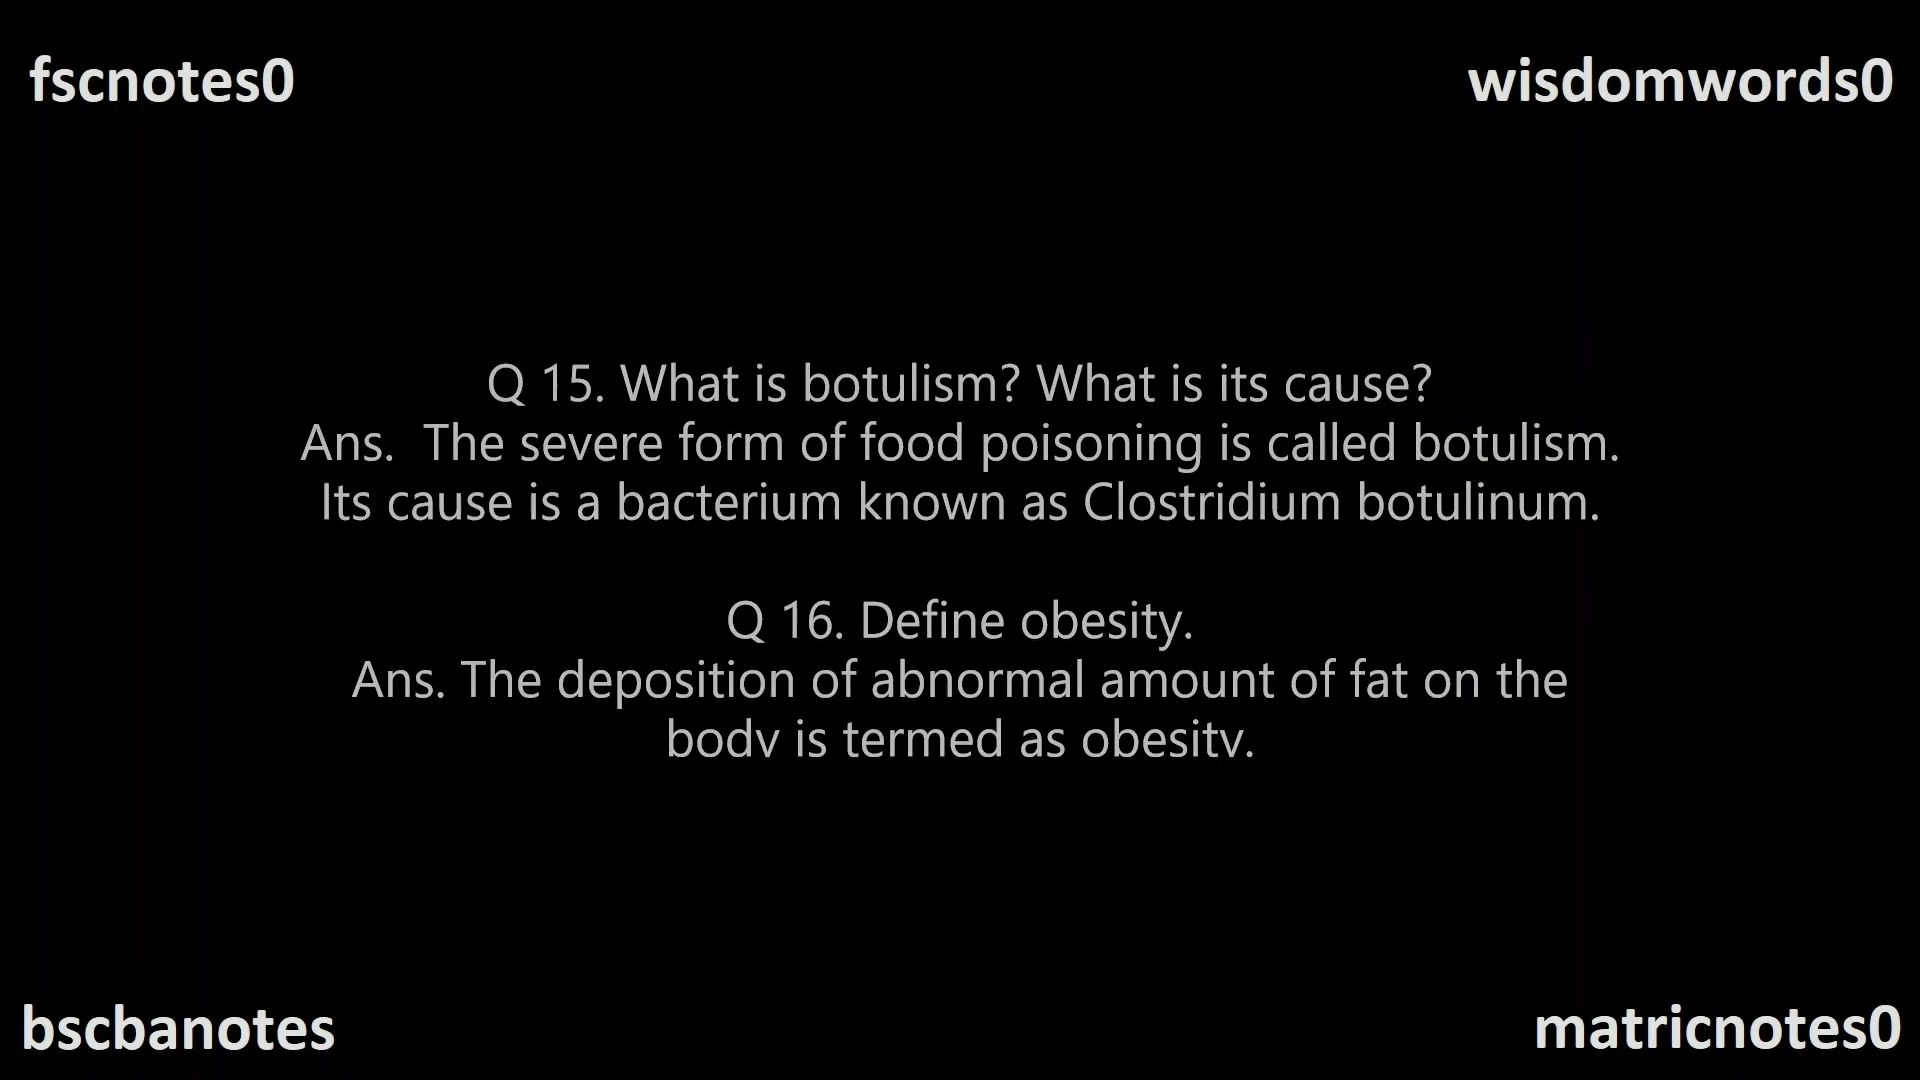 fscnotes0
wisdomwords0
Q 15. What is botulism? What is its cause?
Ans.  The severe form of food poisoning is called botulism.
Its cause is a bacterium known as Clostridium botulinum.
Q 16. Define obesity.
Ans. The deposition of abnormal amount of fat on the
body is termed as obesity.
bscbanotes
matricnotes0